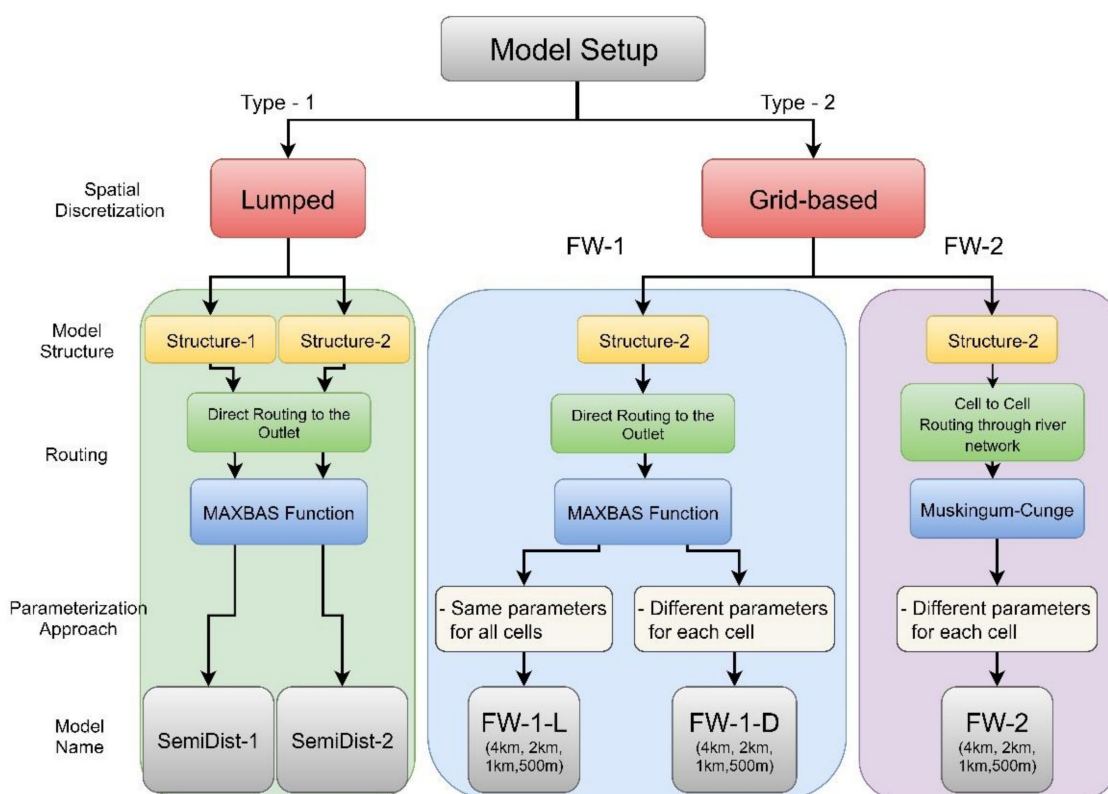 Model Setup
Type - 1
Type - 2
Spatial
Discretization
Lumped
Grid-based
FW-1
FW-2
Model
Structure
Structure-1
Structure-2
Structure-2
Structure-2
Routing
Direct Routing to the
Outlet
Direct Routing to the
Outlet
Cell to Cell
Routing through river
network
MAXBAS Function
MAXBAS Function
Muskingum-Cunge
Parameterization
Approach
- Same parameters
for all cells
- Different parameters
for each cell
- Different parameters
for each cell
Model
Name
SemiDist-1
SemiDist-2
FW-1-L
(4km, 2km,
1km,500m)
FW-1-D
(4km, 2km,
1km,500m)
FW-2
(4km, 2km,
1km,500m)